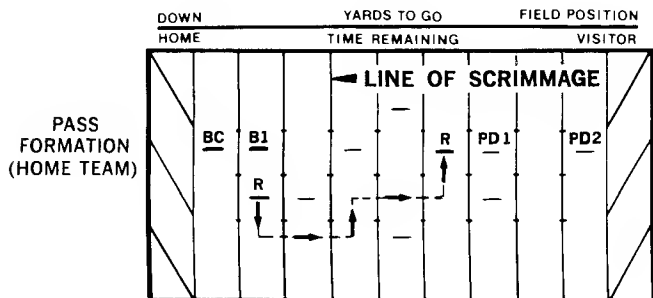 DOWN YARDS TO GO FIELD POSITION
HOME TIME REMAINING VISITOR
LINE OF SCRIMMAGE
PASS
FORMATION
(HOME TEAM)
BC B1 R PD1 PD2
R